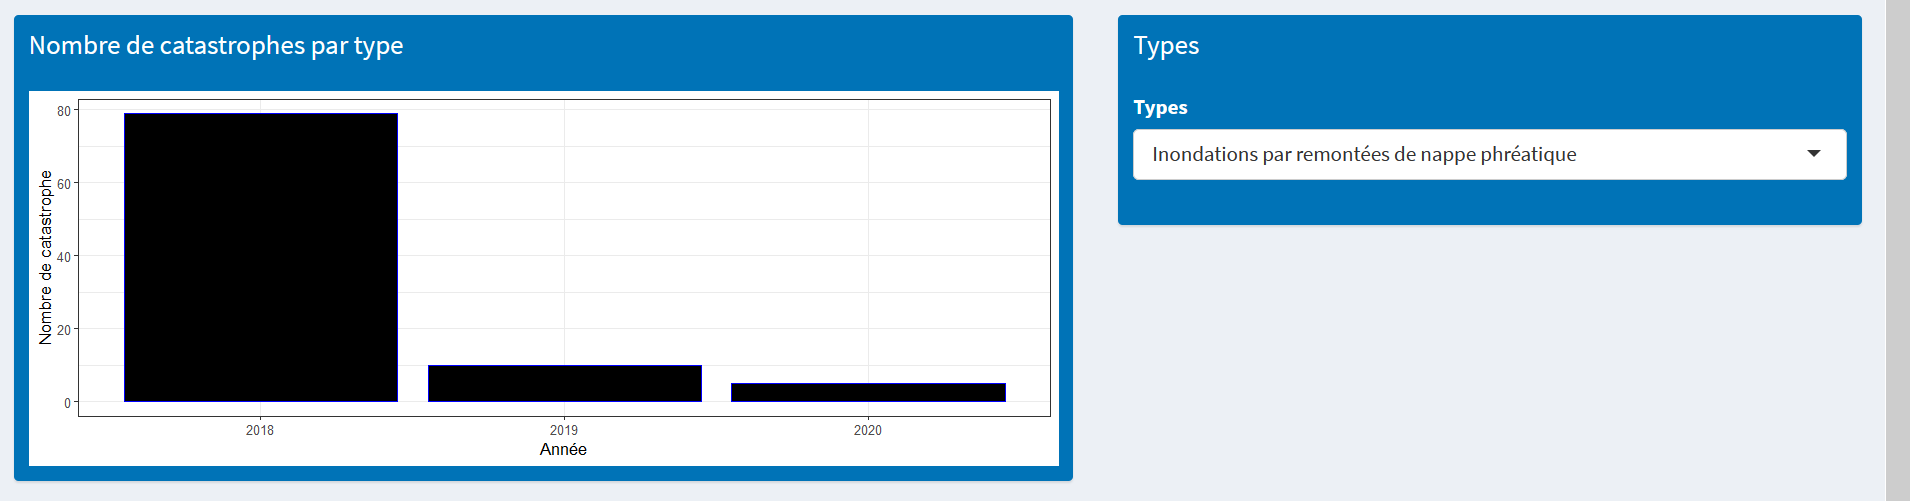 Nombre de catastrophes par type
80
60
40
20
0
Nombre de catastrophe
2018 2019 2020
Année
Types
Types
Inondations par remontées de nappe phréatique